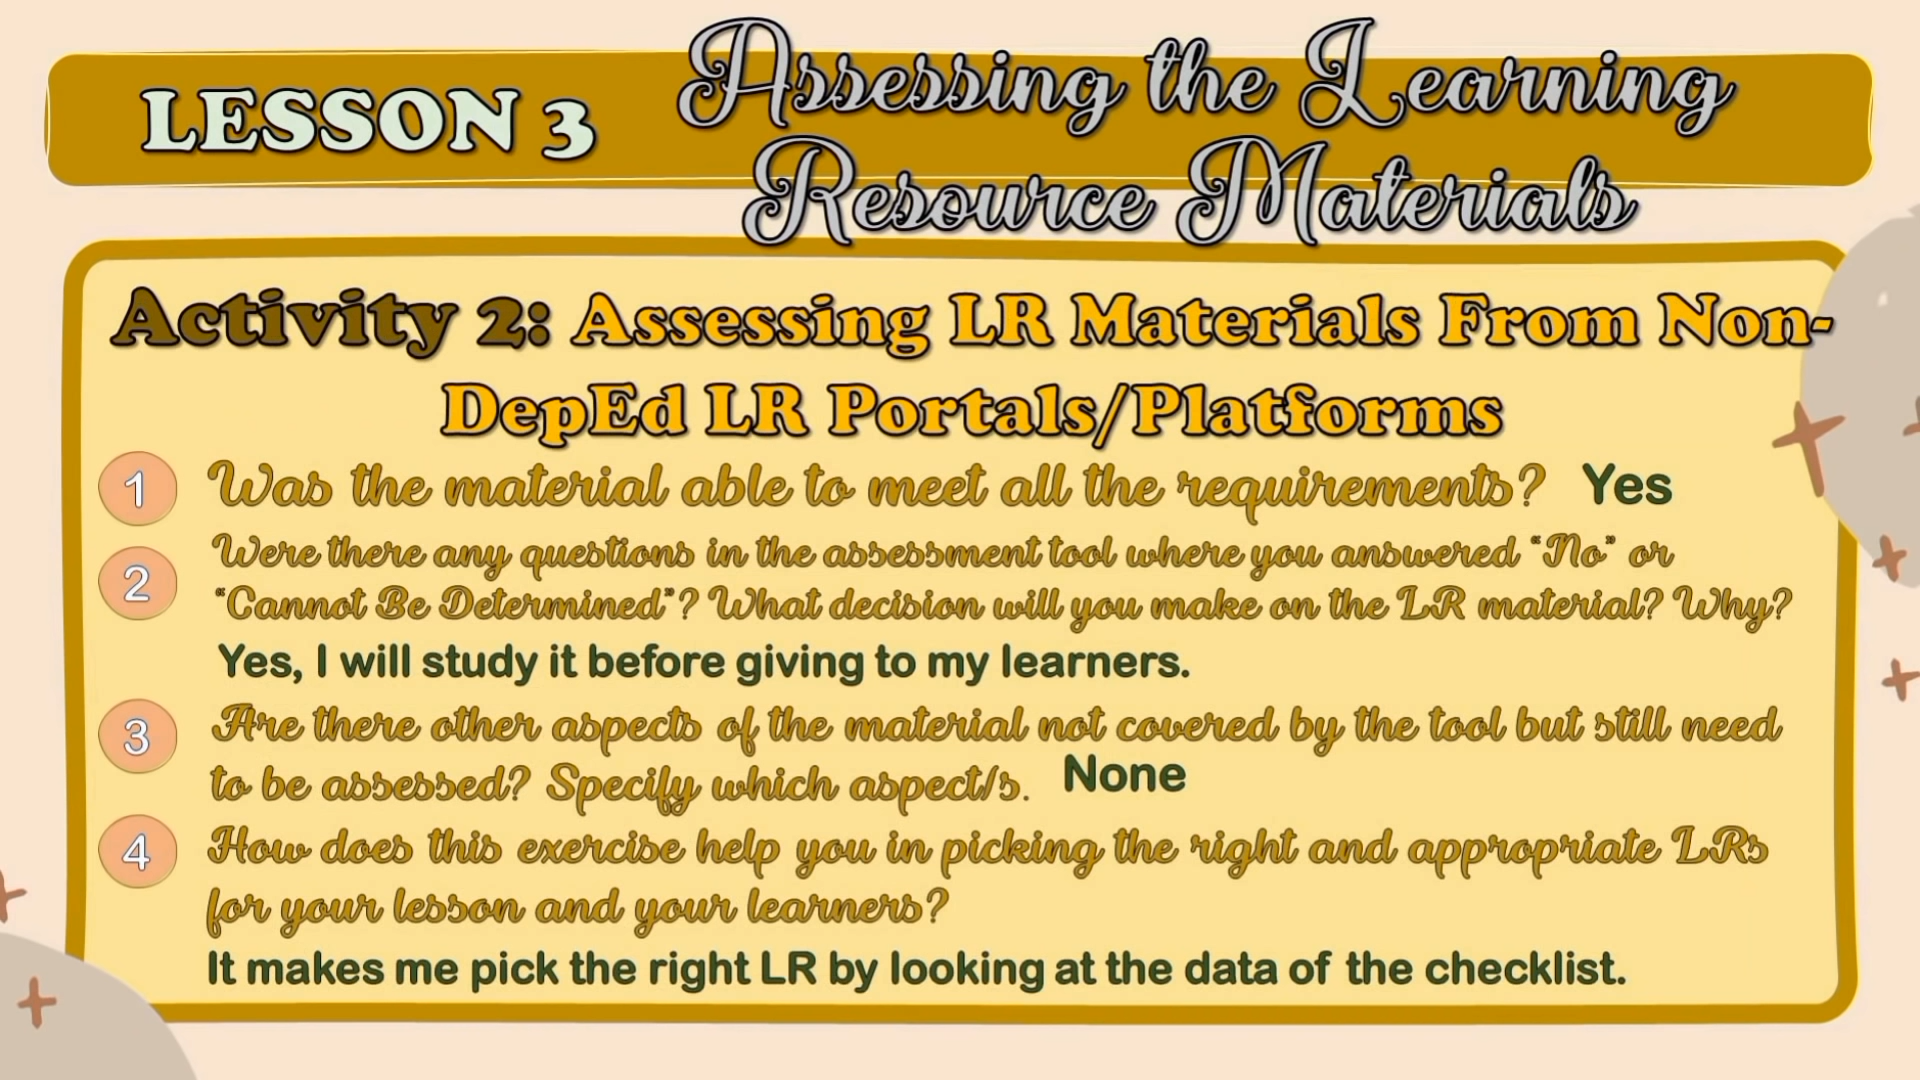 LESSON 3
Assessing the Learning
Resource Materials
Activity 2: Assessing LR Materials From Non-
DepEd LR Portals/Platforms
1 Was the material able to meet all the requirements? Yes
2 Were there any questions in the assessment tool where you answered “No” or
“Cannot Be Determined”? What decision will you make on the LR material? Why?
Yes, I will study it before giving to my learners.
3 Are there other aspects of the material not covered by the tool but still need
to be assessed? Specify which aspect/s. None
4 How does this exercise help you in picking the right and appropriate LRs
for your lesson and your learners?
It makes me pick the right LR by looking at the data of the checklist.